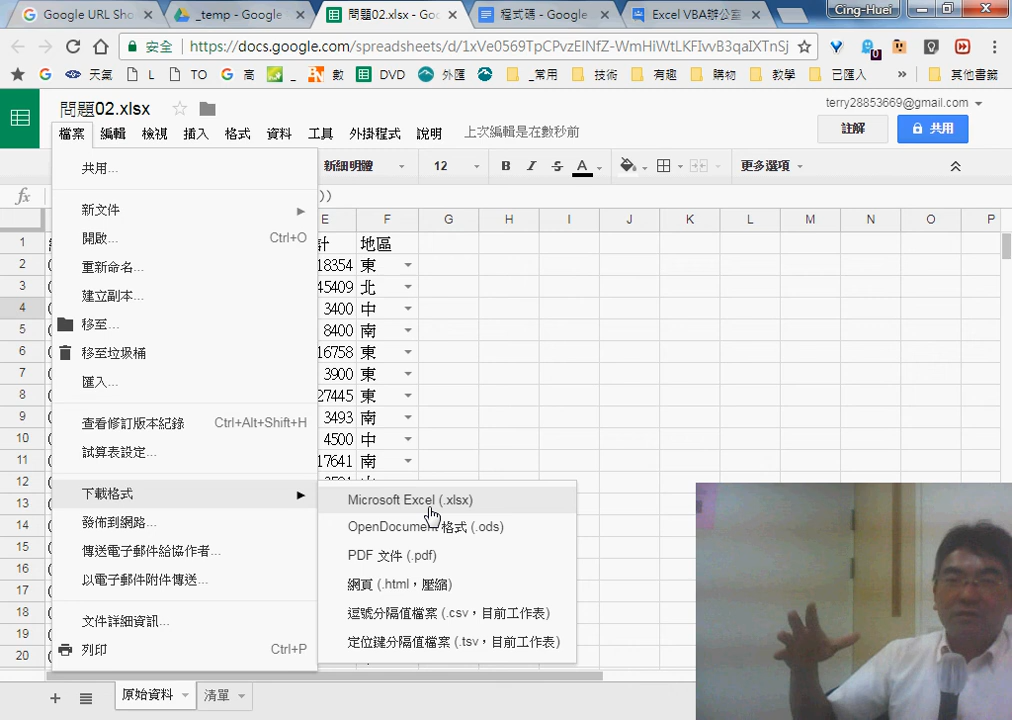 Google URL Sho
_temp - Google
問題02.xlsx - Goo
程式碼 - Google
Excel VBA辦公室
Cing-Huei
安全
https://docs.google.com/spreadsheets/d/1xVe0569TpCPvzEINfZ-WmHiWtLKFIvvB3qaIXTnSj
天氣
L
TO
高
_
數
DVD
外匯
_常用
技術
有趣
購物
教學
已匯入
»
其他書籤
問題02.xlsx
terry28853669@gmail.com
檔案 編輯 檢視 插入 格式 資料 工具 外掛程式 說明
上次編輯是在數秒前
註解
共用
新細明體
12
B I S A
更多選項
fx
))
E F G H I J K L M N O P
1 計 地區
2 18354 東
3 45409 北
4 3400 中
5 8400 南
6 16758 東
7 3900 東
8 27445 東
9 3493 南
10 4500 中
11 17641 南
12
13
14
15
16
17
18
19
20
共用...
新文件
開啟... Ctrl+O
重新命名...
建立副本...
移至...
移至垃圾桶
匯入...
查看修訂版本紀錄 Ctrl+Alt+Shift+H
試算表設定...
下載格式
發佈到網路...
傳送電子郵件給協作者...
以電子郵件附件傳送...
文件詳細資訊...
列印 Ctrl+P
Microsoft Excel (.xlsx)
OpenDocument 格式 (.ods)
PDF 文件 (.pdf)
網頁 (.html，壓縮)
逗號分隔值檔案 (.csv，目前工作表)
定位鍵分隔值檔案 (.tsv，目前工作表)
原始資料
清單